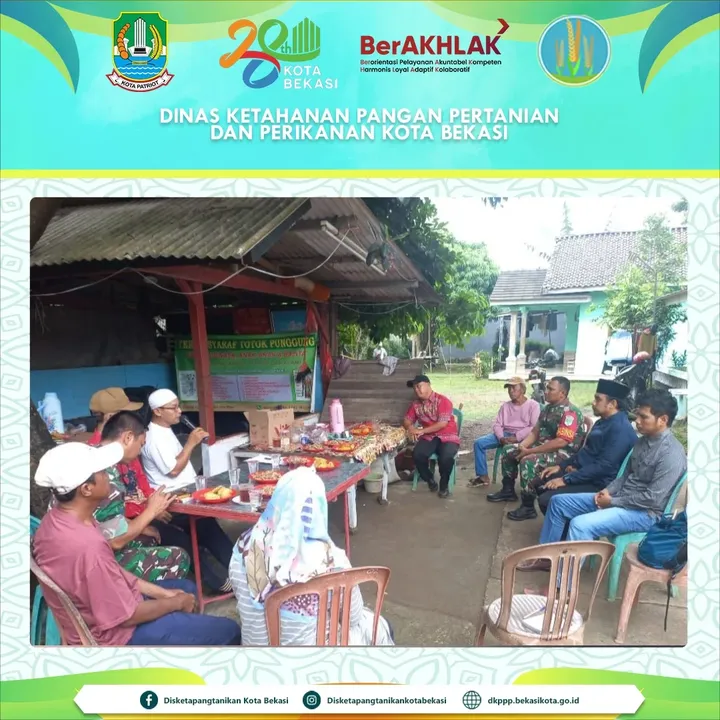 KOTA PATRIOT
28th
KOTA
BEKASI
BerAKHLAK
Berorientasi Pelayanan Akuntabel Kompeten
Harmonis Loyal Adaptif Kolaboratif
DINAS KETAHANAN PANGAN PERTANIAN
DAN PERIKANAN KOTA BEKASI
TOTOK PUNGGUNG
Disketapangtanikan Kota Bekasi
Disketapangtanikankotabekasi
dkppp.bekasikota.go.id